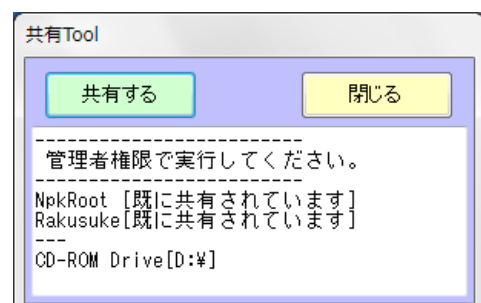 共有Tool
共有する 閉じる
-------------------------
管理者権限で実行してください。
-------------------------
NpkRoot [既に共有されています]
Rakusuke[既に共有されています]
---
CD-ROM Drive[D:¥]